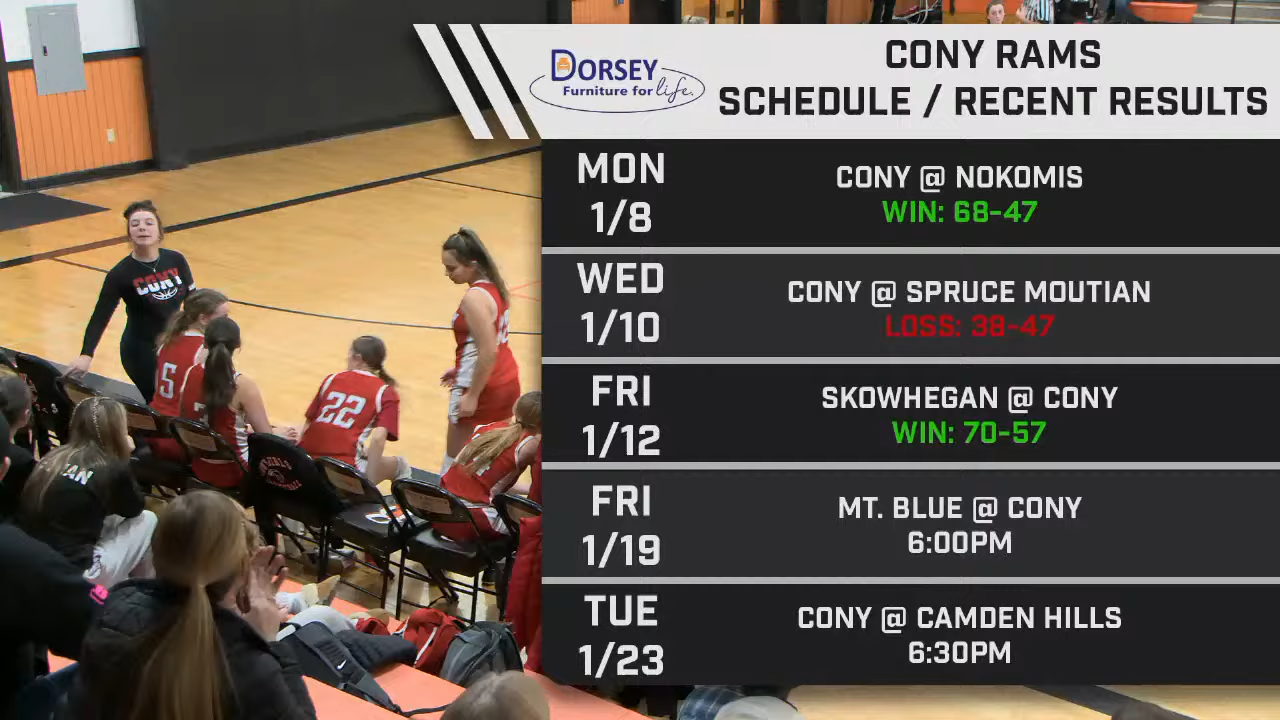 DORSEY
Furniture for life.
CONY RAMS
SCHEDULE / RECENT RESULTS
MON
1/8
CONY @ NOKOMIS
WIN: 68-47
WED
1/10
CONY @ SPRUCE MOUTIAN
LOSS: 38-47
FRI
1/12
SKOWHEGAN @ CONY
WIN: 70-57
FRI
1/19
MT. BLUE @ CONY
6:00PM
TUE
1/23
CONY @ CAMDEN HILLS
6:30PM
CONY
5
22